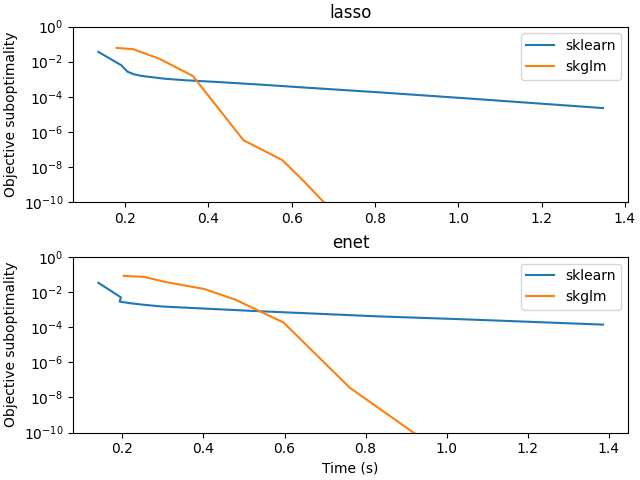 lasso
Objective suboptimality
10^0
10^-2
10^-4
10^-6
10^-8
10^-10
sklearn
skglm
0.2 0.4 0.6 0.8 1.0 1.2 1.4
enet
Objective suboptimality
10^0
10^-2
10^-4
10^-6
10^-8
10^-10
sklearn
skglm
0.2 0.4 0.6 0.8 1.0 1.2 1.4
Time (s)